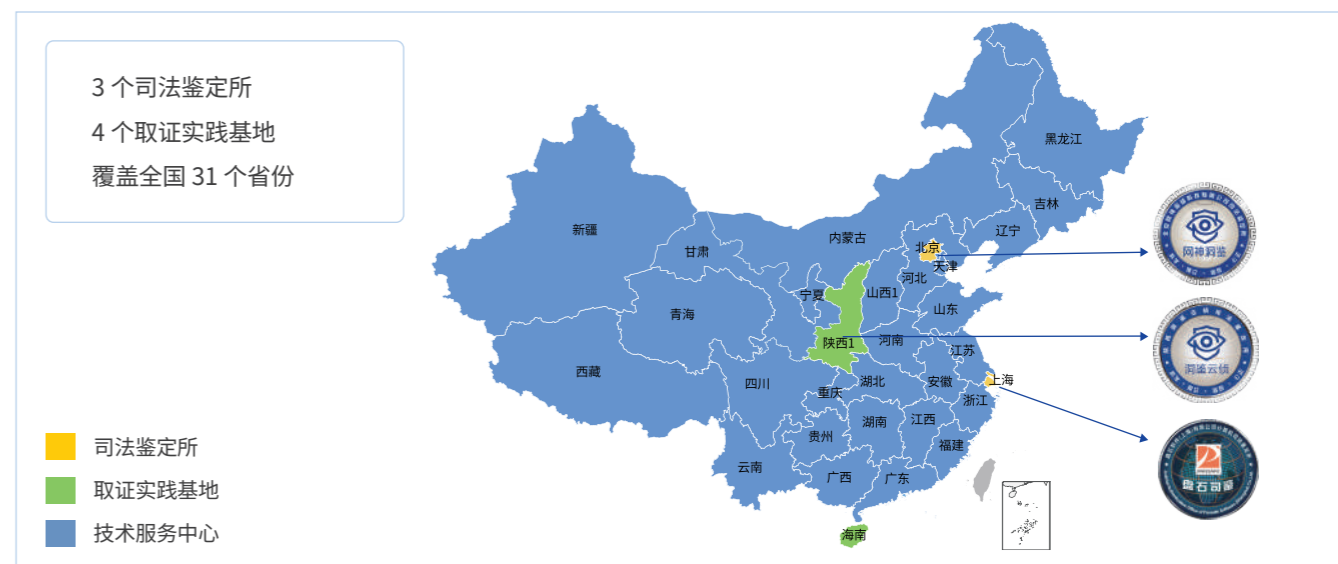 3 个司法鉴定所
4 个取证实践基地
覆盖全国 31 个省份
黑龙江
吉林
辽宁
新疆
内蒙古
甘肃
北京
天津
河北
宁夏
山西1
山东
青海
陕西1
河南
江苏
西藏
四川
湖北
安徽
上海
重庆
浙江
湖南
江西
贵州
福建
云南
广西
广东
海南
网神洞鉴
洞鉴云侦
司法鉴定所
取证实践基地
技术服务中心